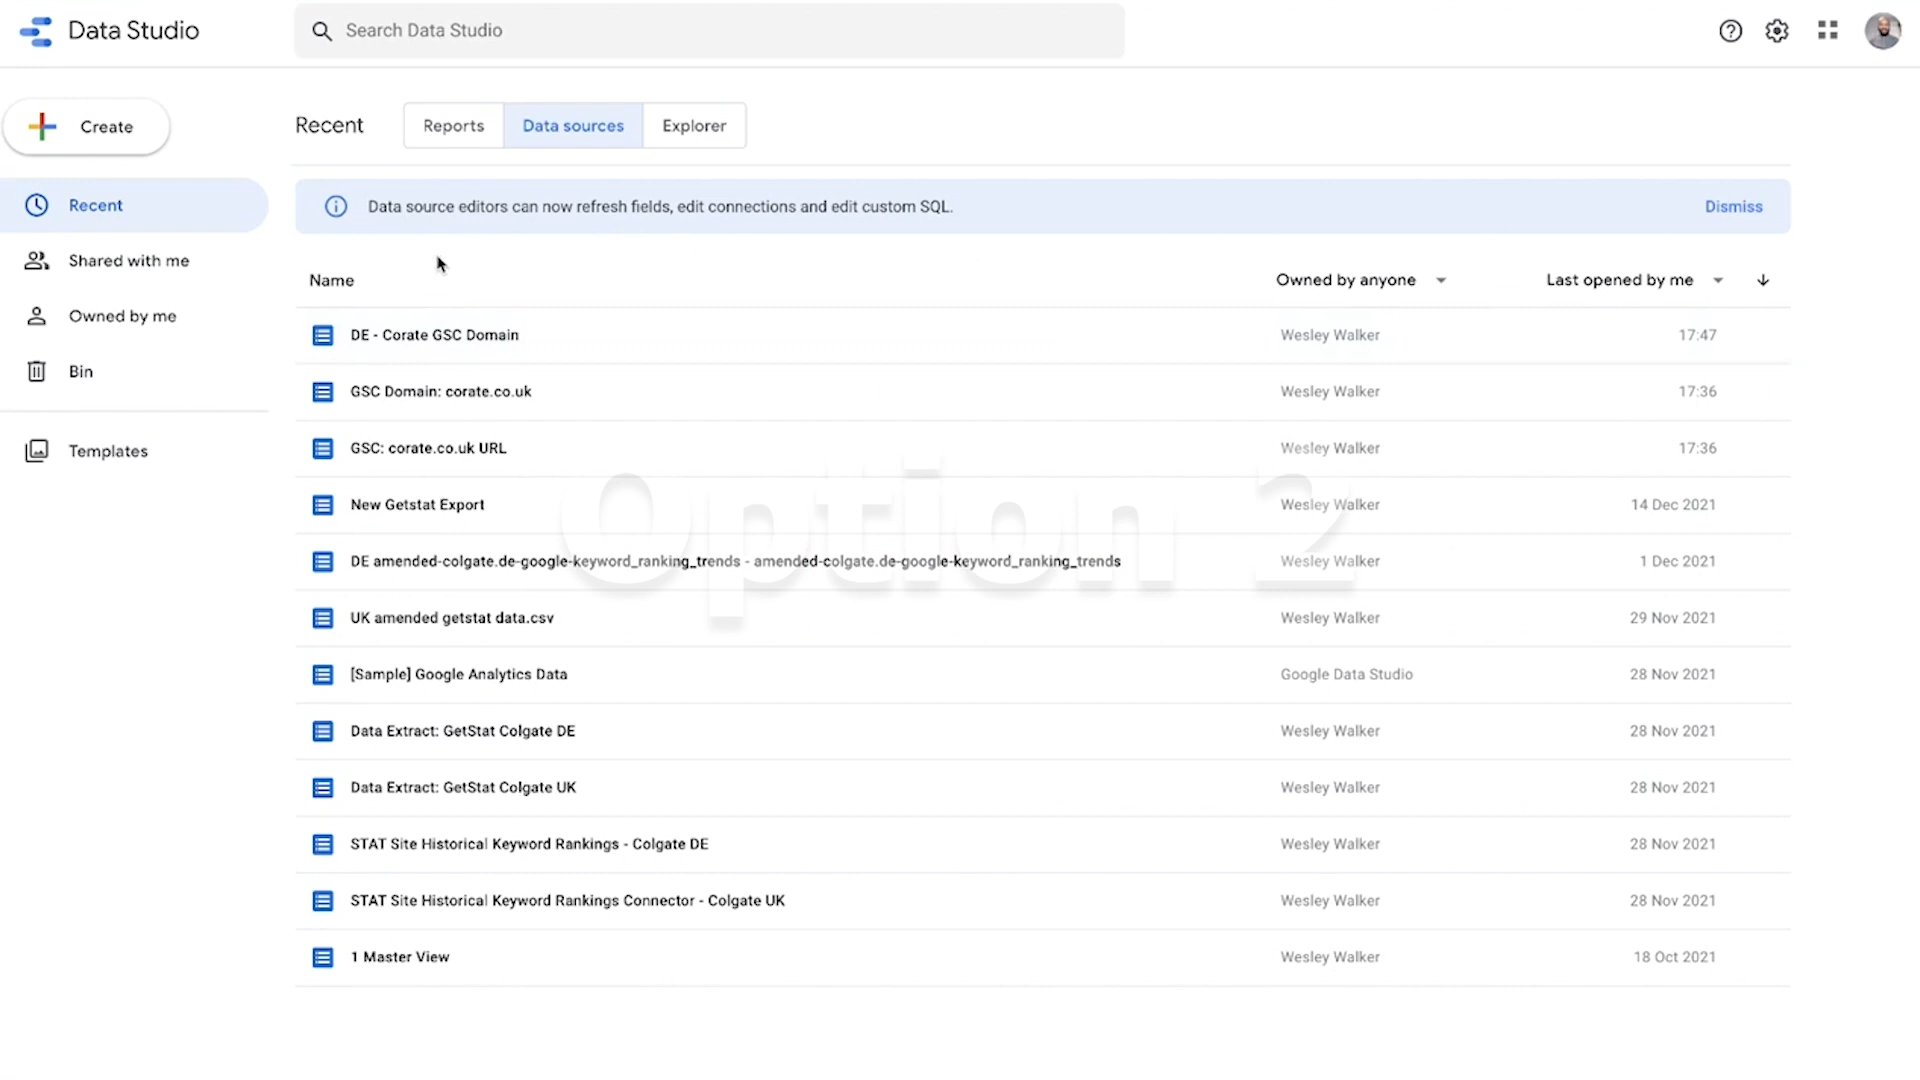 Data Studio
Search Data Studio
Create
Recent
Reports
Data sources
Explorer
Recent
Data source editors can now refresh fields, edit connections and edit custom SQL.
Dismiss
Shared with me
Name
Owned by anyone
Last opened by me
Owned by me
DE - Corate GSC Domain
Wesley Walker
17:47
Bin
GSC Domain: corate.co.uk
Wesley Walker
17:36
Templates
GSC: corate.co.uk URL
Wesley Walker
17:36
Option 2
New Getstat Export
Wesley Walker
14 Dec 2021
DE amended-colgate.de-google-keyword_ranking_trends - amended-colgate.de-google-keyword_ranking_trends
Wesley Walker
1 Dec 2021
UK amended getstat data.csv
Wesley Walker
29 Nov 2021
[Sample] Google Analytics Data
Google Data Studio
28 Nov 2021
Data Extract: GetStat Colgate DE
Wesley Walker
28 Nov 2021
Data Extract: GetStat Colgate UK
Wesley Walker
28 Nov 2021
STAT Site Historical Keyword Rankings - Colgate DE
Wesley Walker
28 Nov 2021
STAT Site Historical Keyword Rankings Connector - Colgate UK
Wesley Walker
28 Nov 2021
1 Master View
Wesley Walker
18 Oct 2021